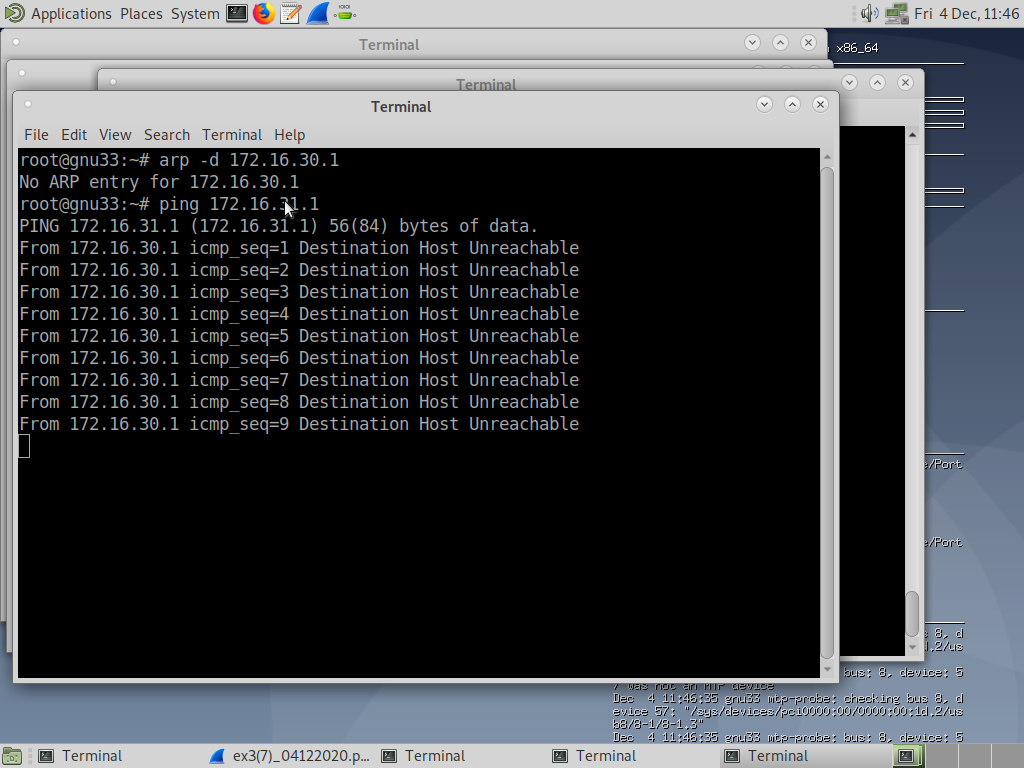 Applications Places System Fri 4 Dec, 11:46
Terminal
x86_64
Terminal
Terminal
File Edit View Search Terminal Help
root@gnu33:~# arp -d 172.16.30.1
No ARP entry for 172.16.30.1
root@gnu33:~# ping 172.16.31.1
PING 172.16.31.1 (172.16.31.1) 56(84) bytes of data.
From 172.16.30.1 icmp_seq=1 Destination Host Unreachable
From 172.16.30.1 icmp_seq=2 Destination Host Unreachable
From 172.16.30.1 icmp_seq=3 Destination Host Unreachable
From 172.16.30.1 icmp_seq=4 Destination Host Unreachable
From 172.16.30.1 icmp_seq=5 Destination Host Unreachable
From 172.16.30.1 icmp_seq=6 Destination Host Unreachable
From 172.16.30.1 icmp_seq=7 Destination Host Unreachable
From 172.16.30.1 icmp_seq=8 Destination Host Unreachable
From 172.16.30.1 icmp_seq=9 Destination Host Unreachable
/Port
/Port
8, d
.2/us
bus: 8, device: 5
7 was not an MTP device
Dec 4 11:46:35 gnu33 mtp-probe: checking bus 8, d
evice 57: "/sys/devices/pci0000:00/0000:00:1d.2/us
b8/8-1/8-1.3"
Dec 4 11:46:35 gnu33 mtp-probe: bus: 8, device: 5
Terminal ex3(7)_04122020.p... Terminal Terminal Terminal